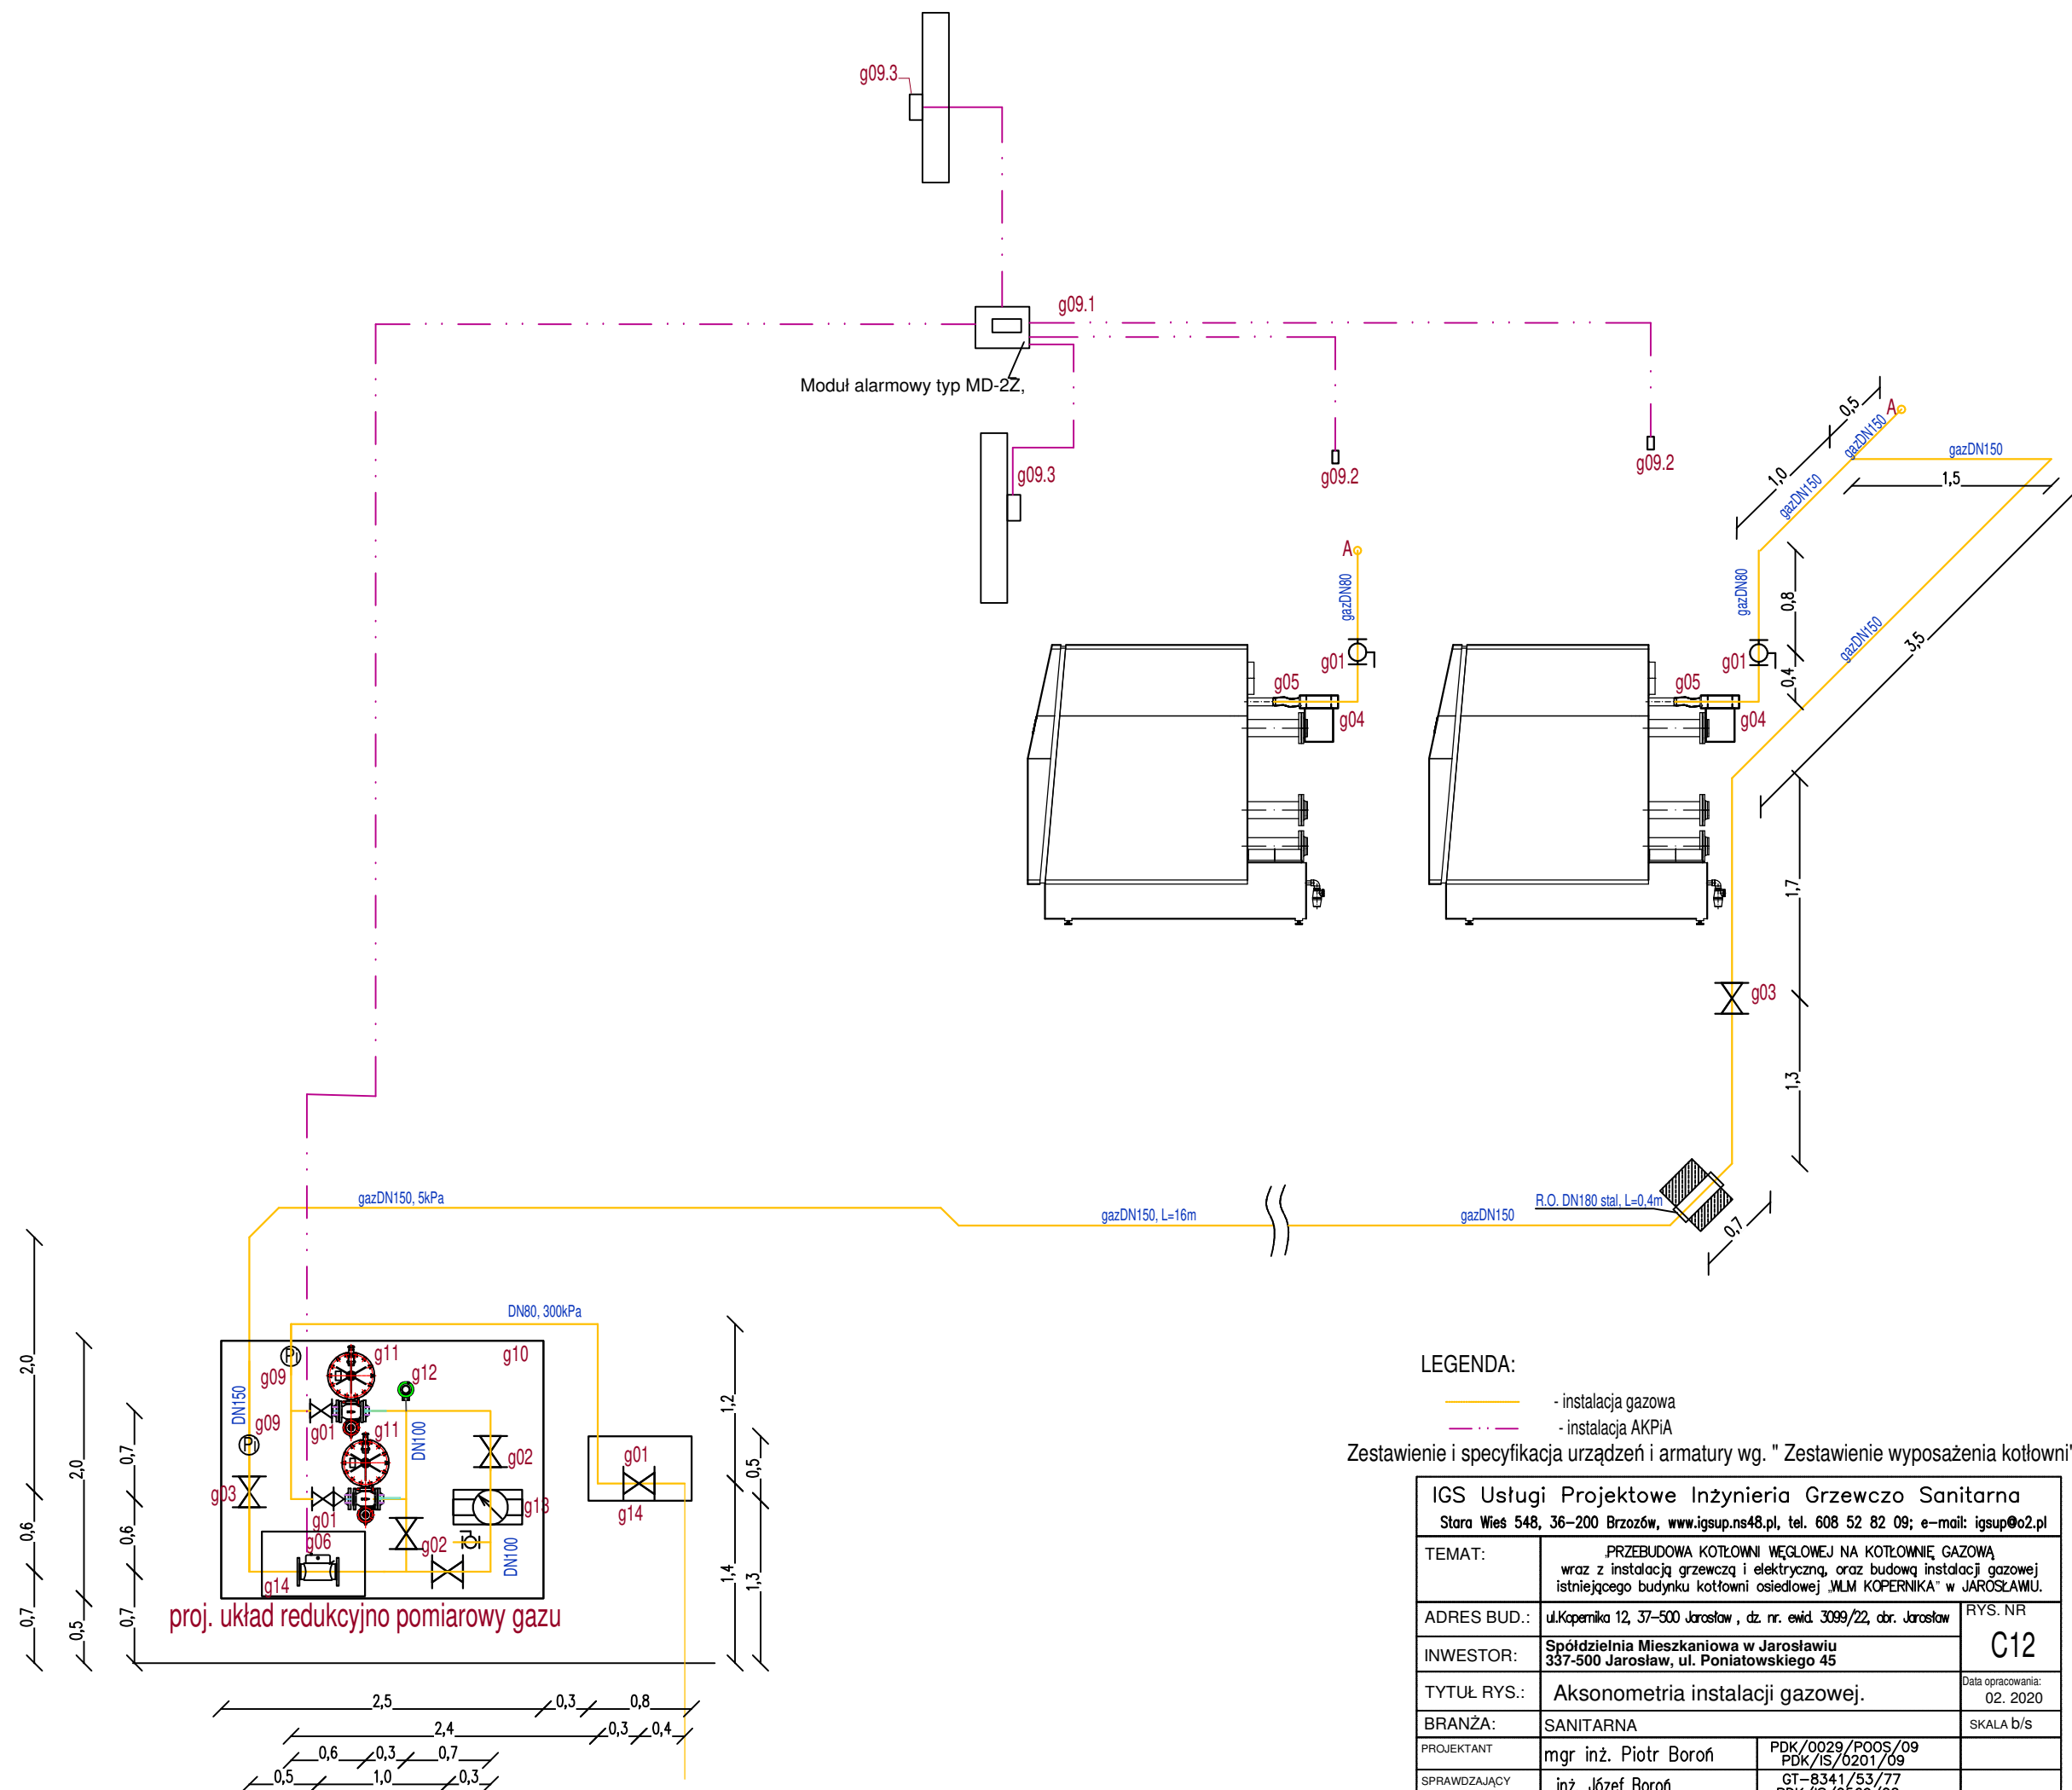 g09.3
g09.1
Moduł alarmowy typ MD-2Z,
g09.3
g09.2
g09.2
0,5
A
gazDN150
1,0
gazDN150
gazDN150
1,5
A
gazDN80
gazDN80
0,8
gazDN150
3,5
g01
g01
0,4
g05
g04
g05
g04
1,7
g03
1,3
gazDN150, 5kPa
gazDN150, L=16m
gazDN150
R.O. DN180 stal, L=0,4m
0,7
DN80, 300kPa
2,0
2,0
0,7
0,6
0,6
0,7
0,5
0,7
PI
g11
g10
g09
g12
DN150
g09
g01
g11
DN100
PI
g02
g03
g01
g13
g06
g02
DN100
g14
g01
g14
1,2
0,5
1,4
1,3
proj. układ redukcyjno pomiarowy gazu
2,5
0,3
0,8
2,4
0,3
0,4
0,6
0,3
0,7
0,5
1,0
0,3
LEGENDA:
- instalacja gazowa
- instalacja AKPiA
Zestawienie i specyfikacja urządzeń i armatury wg. " Zestawienie wyposażenia kotłowni"
IGS Usługi Projektowe Inżynieria Grzewczo Sanitarna
Stara Wieś 548, 36-200 Brzozów, www.igsup.ns48.pl, tel. 608 52 82 09; e-mail: igsup@o2.pl
TEMAT:
„PRZEBUDOWA KOTŁOWNI WĘGLOWEJ NA KOTŁOWNIĘ GAZOWĄ
wraz z instalacją grzewczą i elektryczną, oraz budową instalacji gazowej
istniejącego budynku kotłowni osiedlowej „WLM KOPERNIKA" w JAROSŁAWIU.
ADRES BUD.:
ul.Kopernika 12, 37-500 Jarosław , dz. nr. ewid. 3099/22, obr. Jarosław
RYS. NR
C12
INWESTOR:
Spółdzielnia Mieszkaniowa w Jarosławiu
337-500 Jarosław, ul. Poniatowskiego 45
TYTUŁ RYS.:
Aksonometria instalacji gazowej.
Data opracowania:
02. 2020
BRANŻA:
SANITARNA
SKALA b/s
PROJEKTANT
mgr inż. Piotr Boroń
PDK/0029/POOS/09
PDK/IS/0201/09
SPRAWDZAJĄCY
inż. Józef Boroń
GT-8341/53/77